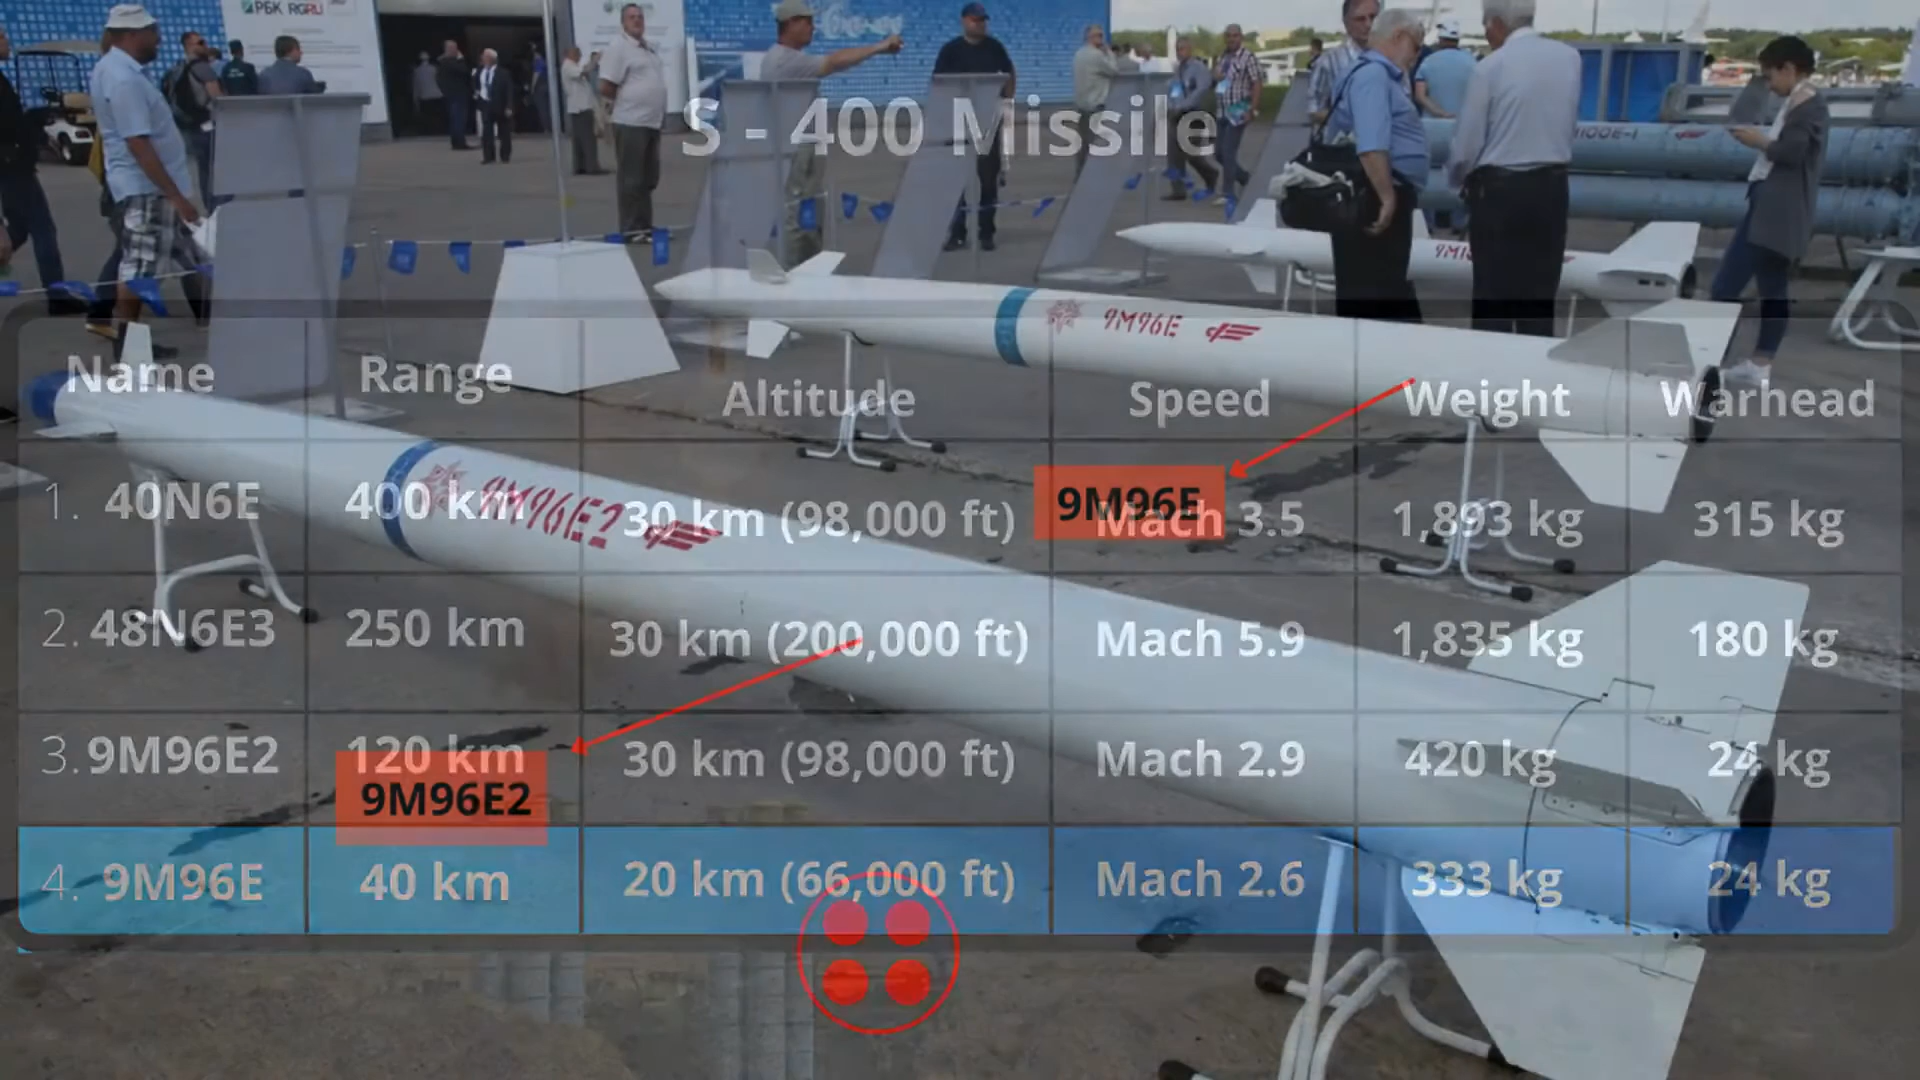 РБК RGRU
S - 400 Missile
Name Range Altitude Speed Weight Warhead
1. 40N6E 400 km 30 km (98,000 ft) Mach 3.5 1,893 kg 315 kg
2. 48N6E3 250 km 30 km (200,000 ft) Mach 5.9 1,835 kg 180 kg
3. 9M96E2 120 km 30 km (98,000 ft) Mach 2.9 420 kg 24 kg
4. 9M96E 40 km 20 km (66,000 ft) Mach 2.6 333 kg 24 kg
9M96E
9M96E2
9M96E
9M96E2